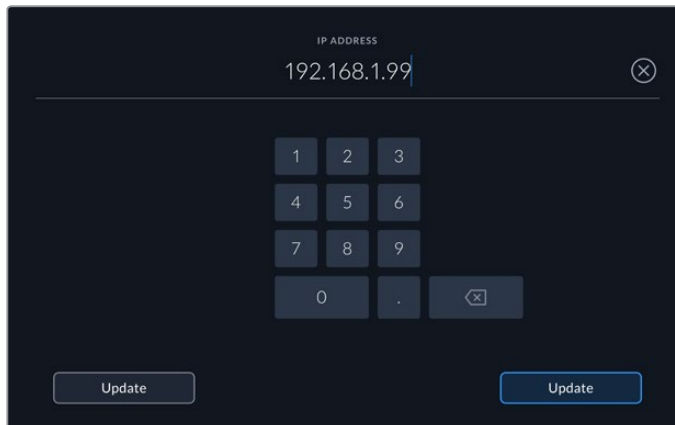 IP ADDRESS
192.168.1.99
1 2 3
4 5 6
7 8 9
0 .
Update Update